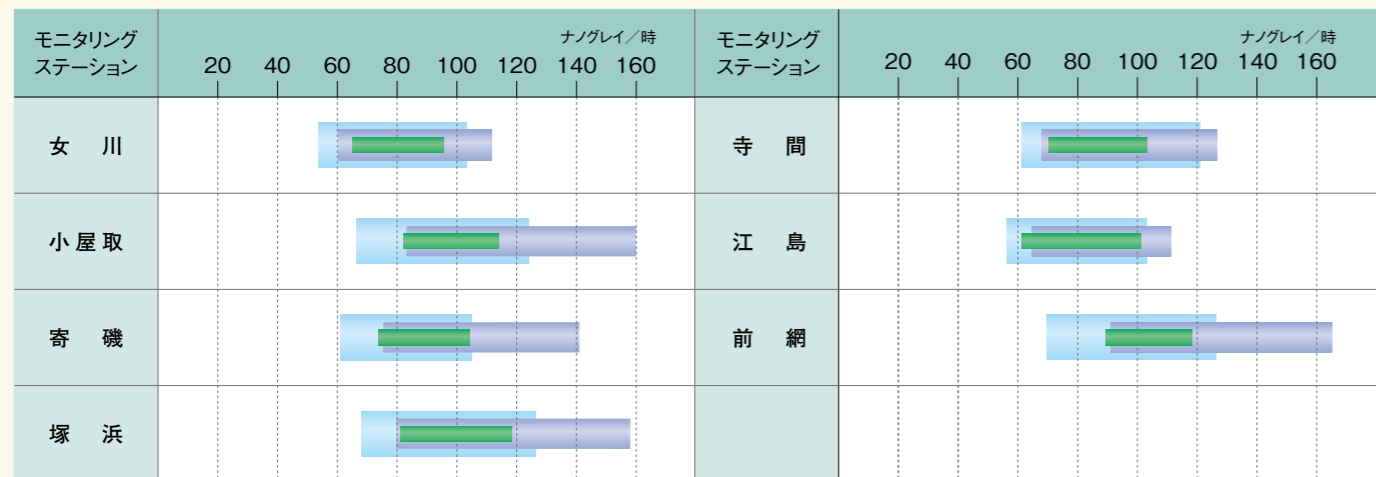 モニタリング
ステーション
ナノグレイ／時
20 40 60 80 100 120 140 160
モニタリング
ステーション
ナノグレイ／時
20 40 60 80 100 120 140 160
女川
寺間
小屋取
江島
寄磯
前網
塚浜